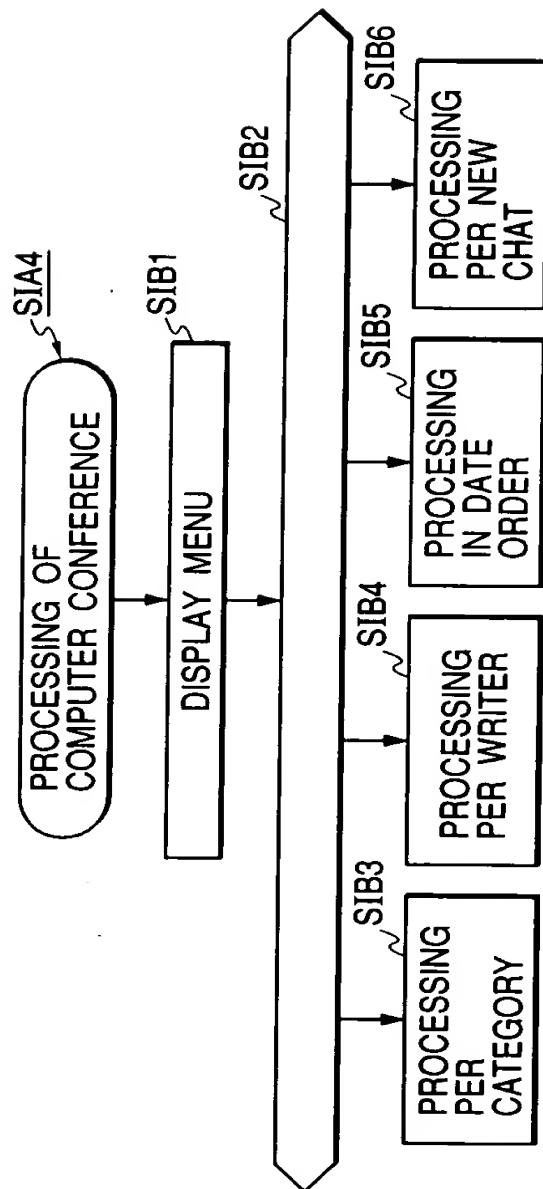 SIA4
PROCESSING OF
COMPUTER CONFERENCE
SIB1
DISPLAY MENU
SIB2
SIB3
PROCESSING
PER
CATEGORY
SIB4
PROCESSING
PER WRITER
SIB5
PROCESSING
IN DATE
ORDER
SIB6
PROCESSING
PER NEW
CHAT